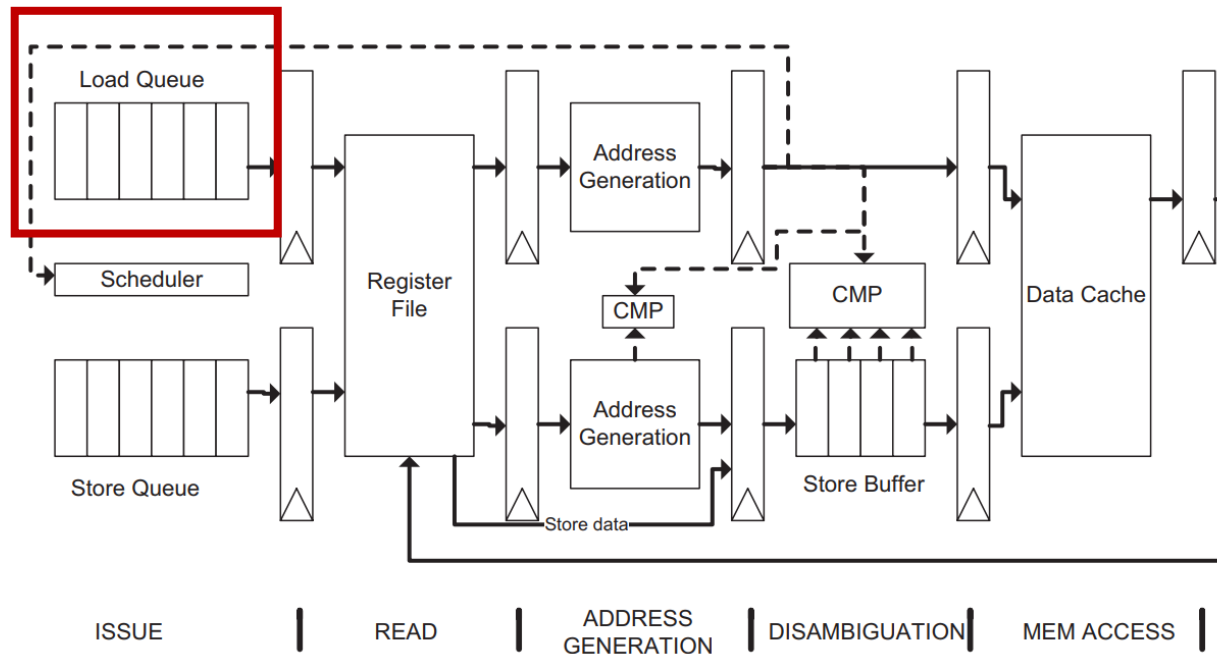 Load Queue
Scheduler
Store Queue
Register
File
Address
Generation
CMP
Address
Generation
Store data
CMP
Store Buffer
Data Cache
ISSUE
READ
ADDRESS
GENERATION
DISAMBIGUATION
MEM ACCESS